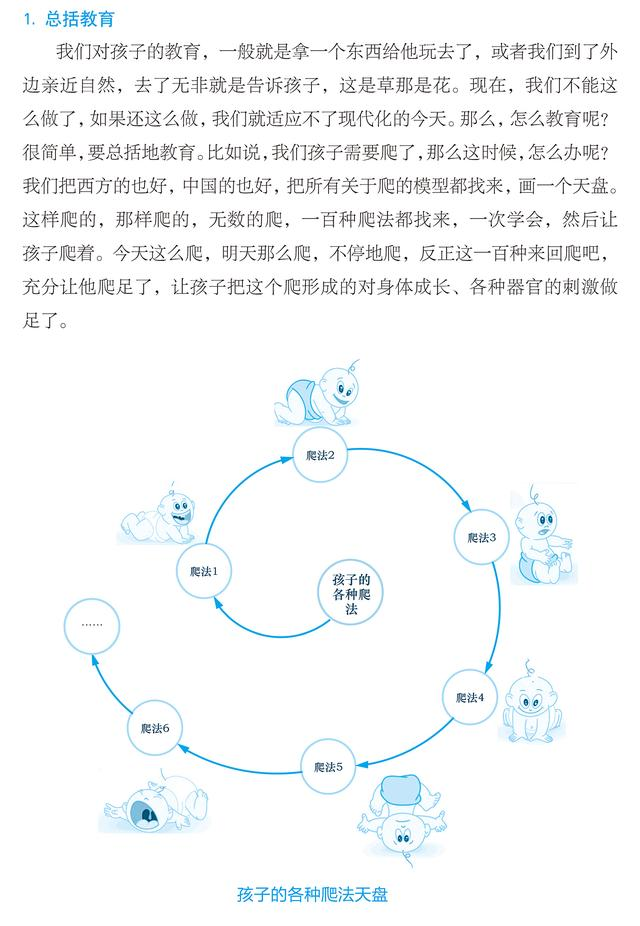 1. 总括教育
我们对孩子的教育，一般就是拿一个东西给他玩去了，或者我们到了外
边亲近自然，去了无非就是告诉孩子，这是草那是花。现在，我们不能这
么做了，如果还这么做，我们就适应不了现代化的今天。那么，怎么教育呢？
很简单，要总括地教育。比如说，我们孩子需要爬了，那么这时候，怎么办呢？
我们把西方的也好，中国的也好，把所有关于爬的模型都找来，画一个天盘。
这样爬的，那样爬的，无数的爬，一百种爬法都找来，一次学会，然后让
孩子爬着。今天这么爬，明天那么爬，不停地爬，反正这一百种来回爬吧，
充分让他爬足了，让孩子把这个爬形成的对身体成长、各种器官的刺激做
足了。
爬法2
爬法3
爬法1
孩子的
各种爬
法
……
爬法4
爬法6
爬法5
孩子的各种爬法天盘